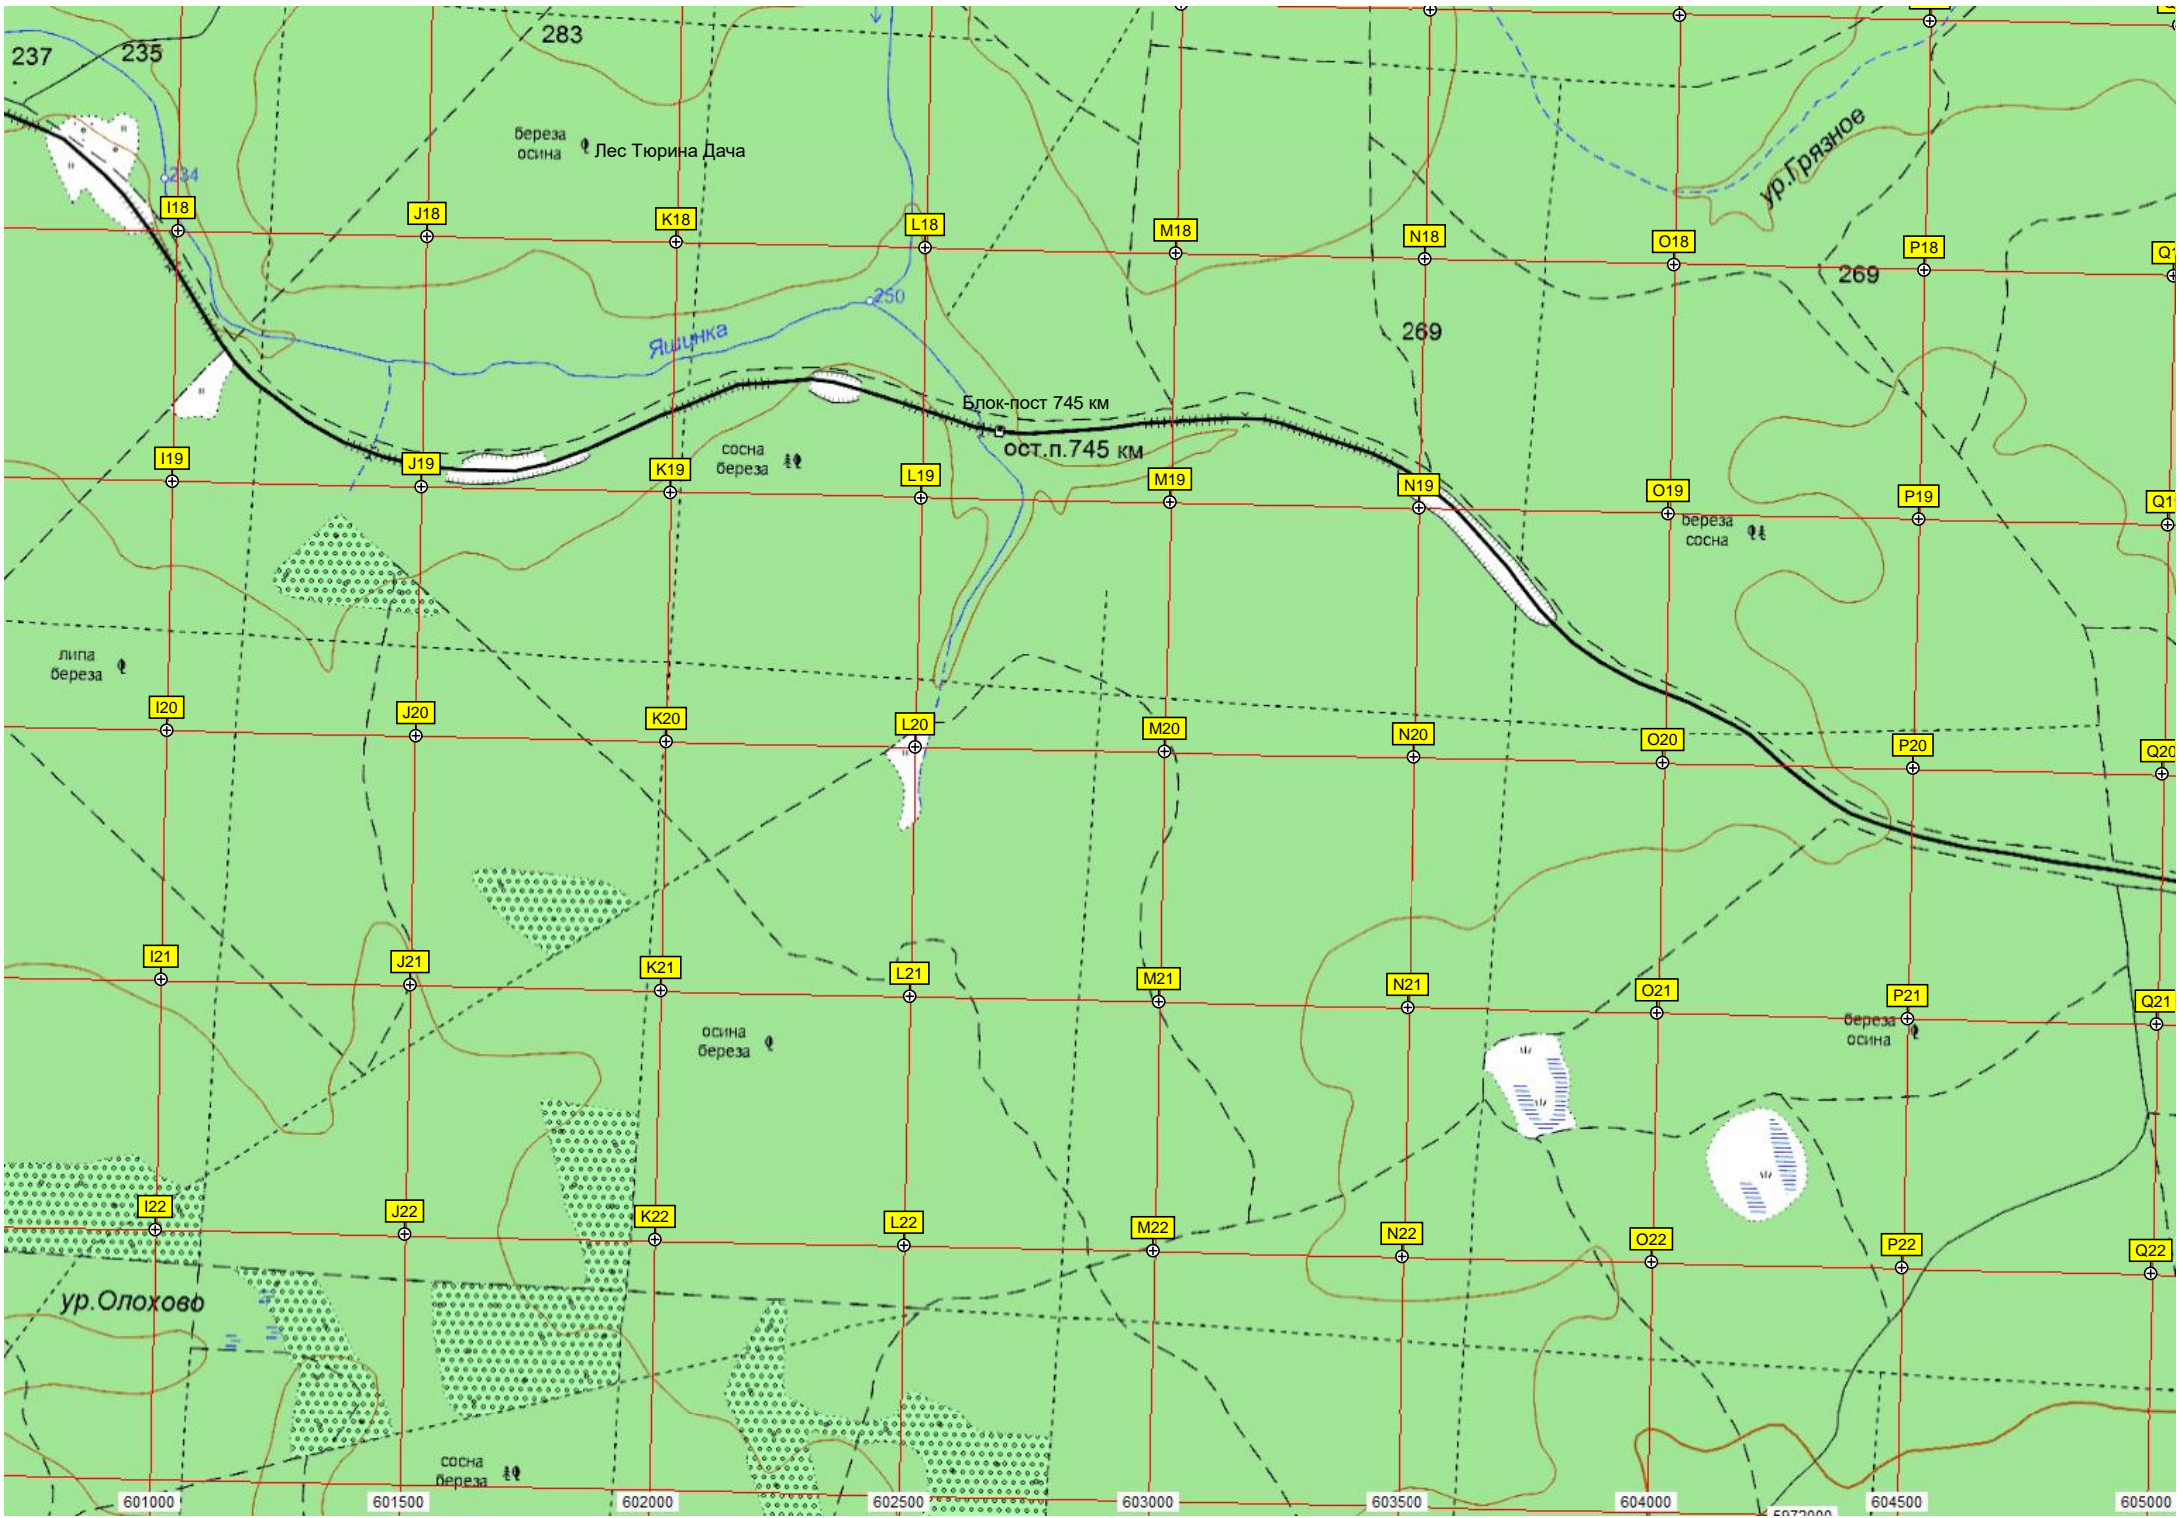 283
237
235
ур.Грязное
береза
осина
Лес Тюрина Дача
234
I18
J18
K18
L18
M18
N18
O18
P18
269
250
Яшинка
269
Блок-пост 745 км
ост.п.745 км
сосна
береза
I19
J19
K19
L19
M19
N19
O19
P19
береза
сосна
липа
береза
I20
J20
K20
L20
M20
N20
O20
P20
Q20
I21
J21
K21
L21
M21
N21
O21
P21
Q21
береза
осина
осина
береза
I22
J22
K22
L22
M22
N22
O22
P22
Q22
ур.Олохово
сосна
береза
601000
601500
602000
602500
603000
603500
604000
604500
605000